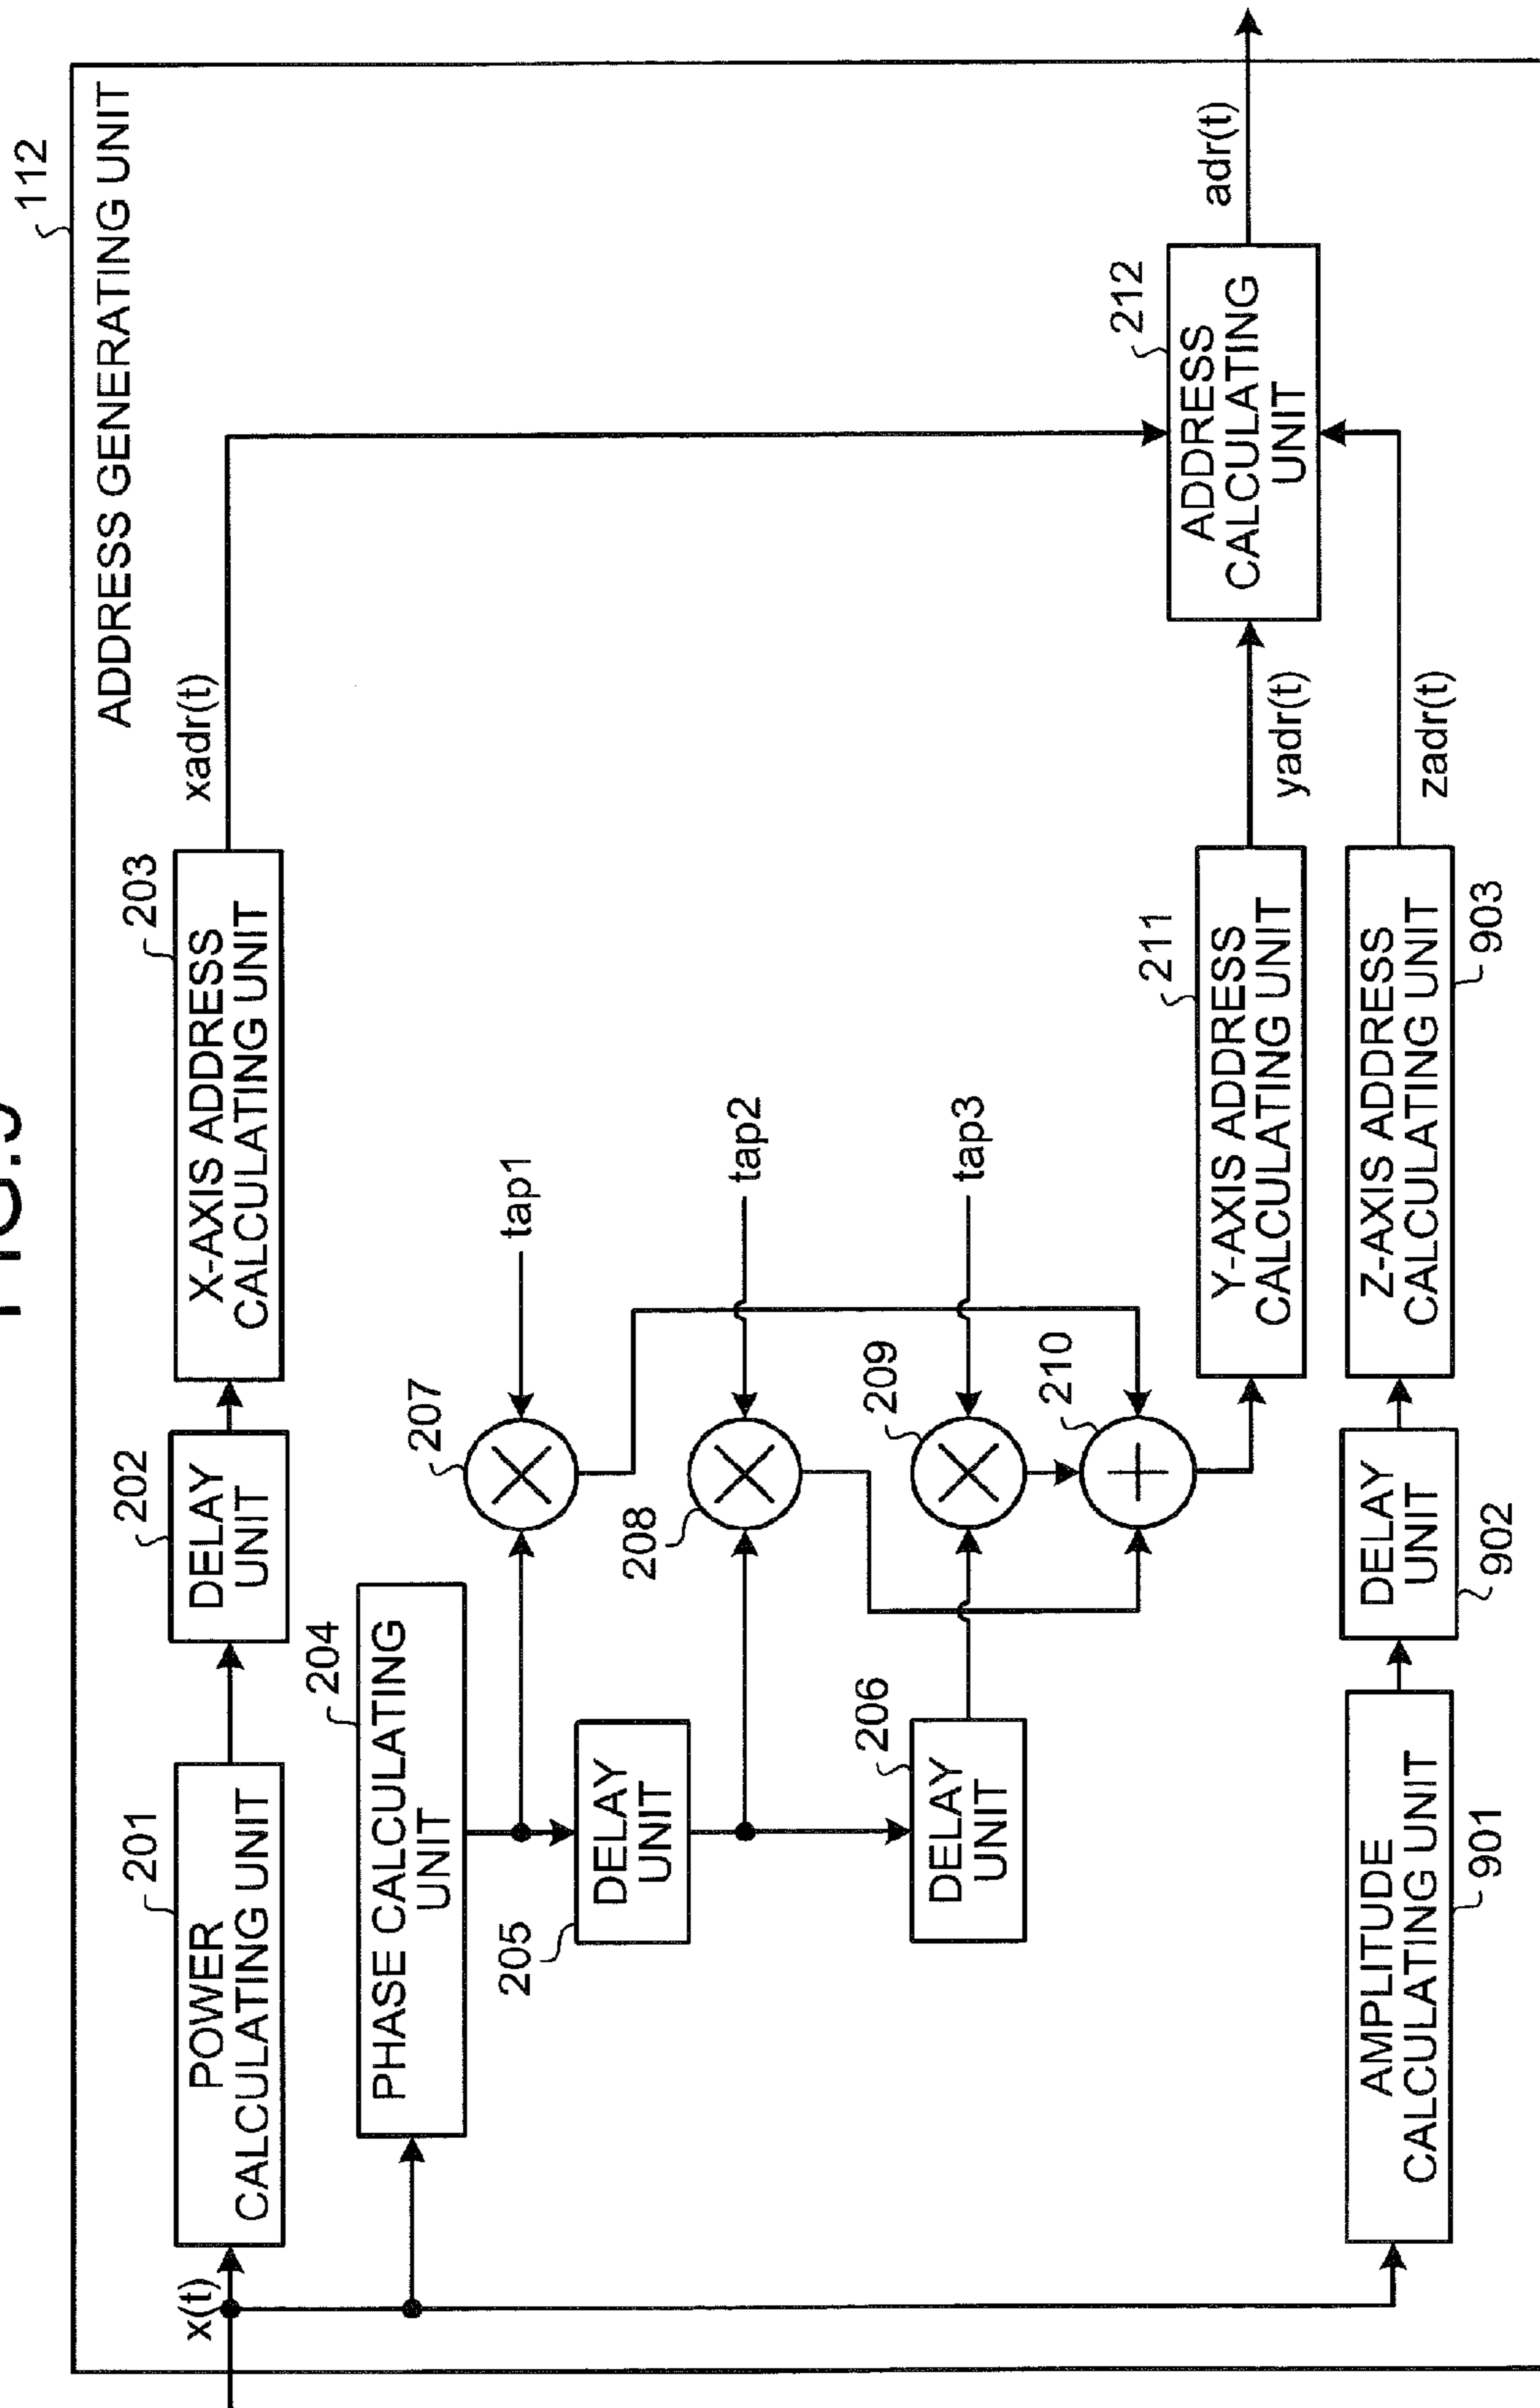 112
ADDRESS GENERATING UNIT
x(t)
201
POWER
CALCULATING UNIT
202
DELAY
UNIT
203
X-AXIS ADDRESS
CALCULATING UNIT
xadr(t)
204
PHASE CALCULATING
UNIT
207
tap1
205
DELAY
UNIT
208
tap2
206
DELAY
UNIT
209
tap3
210
211
Y-AXIS ADDRESS
CALCULATING UNIT
yadr(t)
212
ADDRESS
CALCULATING
UNIT
adr(t)
AMPLITUDE
CALCULATING UNIT
901
DELAY
UNIT
902
Z-AXIS ADDRESS
CALCULATING UNIT
903
zadr(t)